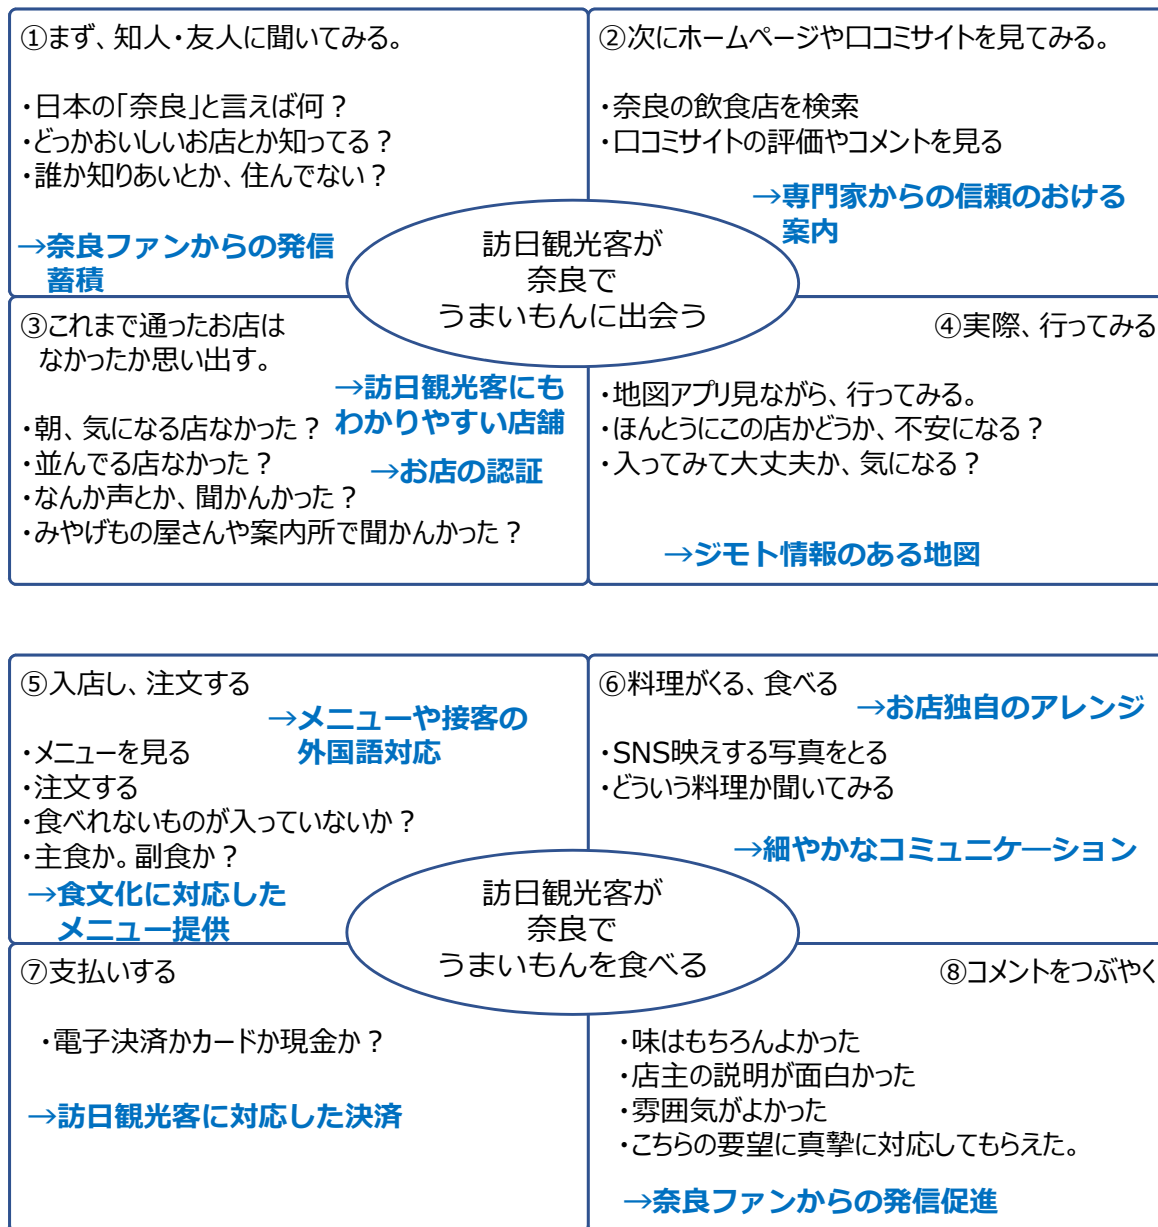 ①まず、知人・友人に聞いてみる。
・日本の「奈良」と言えば何?
・どっかおいしいお店とか知ってる?
・誰か知りあいとか、住んでない?
→奈良ファンからの発信
蓄積
②次にホームページや口コミサイトを見てみる。
・奈良の飲食店を検索
・口コミサイトの評価やコメントを見る
→専門家からの信頼のおける
案内
訪日観光客が
奈良で
うまいもんに出会う
③これまで通ったお店は
なかったか思い出す。
→訪日観光客にも
わかりやすい店舗
・朝、気になる店なかった?
・並んでる店なかった?
→お店の認証
・なんか声とか、聞かんかった?
・みやげもの屋さんや案内所で聞かんかった?
④実際、行ってみる
・地図アプリ見ながら、行ってみる。
・ほんとうにこの店かどうか、不安になる?
・入ってみて大丈夫か、気になる?
→ジモト情報のある地図
⑤入店し、注文する
→メニューや接客の
外国語対応
・メニューを見る
・注文する
・食べれないものが入っていないか?
・主食か。副食か?
→食文化に対応した
メニュー提供
⑥料理がくる、食べる
→お店独自のアレンジ
・SNS映えする写真をとる
・どういう料理か聞いてみる
→細やかなコミュニケーション
訪日観光客が
奈良で
うまいもんを食べる
⑦支払いする
・電子決済かカードか現金か?
→訪日観光客に対応した決済
⑧コメントをつぶやく
・味はもちろんよかった
・店主の説明が面白かった
・雰囲気がよかった
・こちらの要望に真摯に対応してもらえた。
→奈良ファンからの発信促進